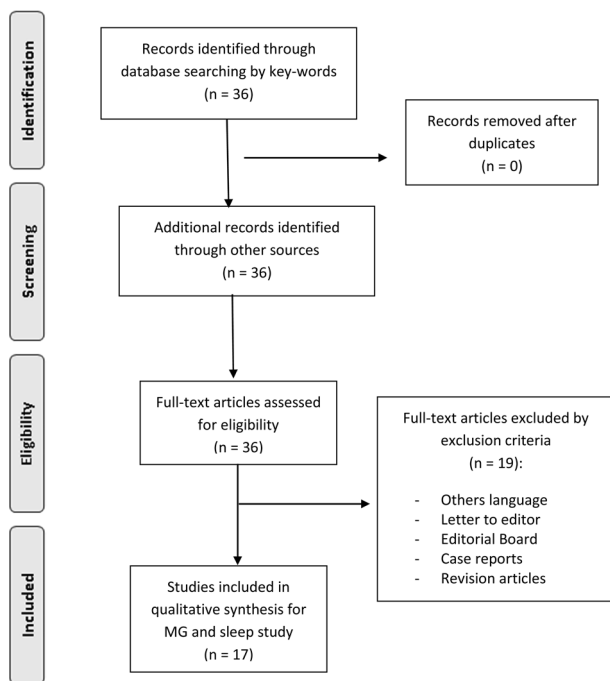 Identification
Records identified through
database searching by key-words
(n = 36)
Records removed after
duplicates
(n = 0)
Screening
Additional records identified
through other sources
(n = 36)
Eligibility
Full-text articles assessed
for eligibility
(n = 36)
Full-text articles excluded by
exclusion criteria
(n = 19):
- Others language
- Letter to editor
- Editorial Board
- Case reports
- Revision articles
Included
Studies included in
qualitative synthesis for
MG and sleep study
(n = 17)